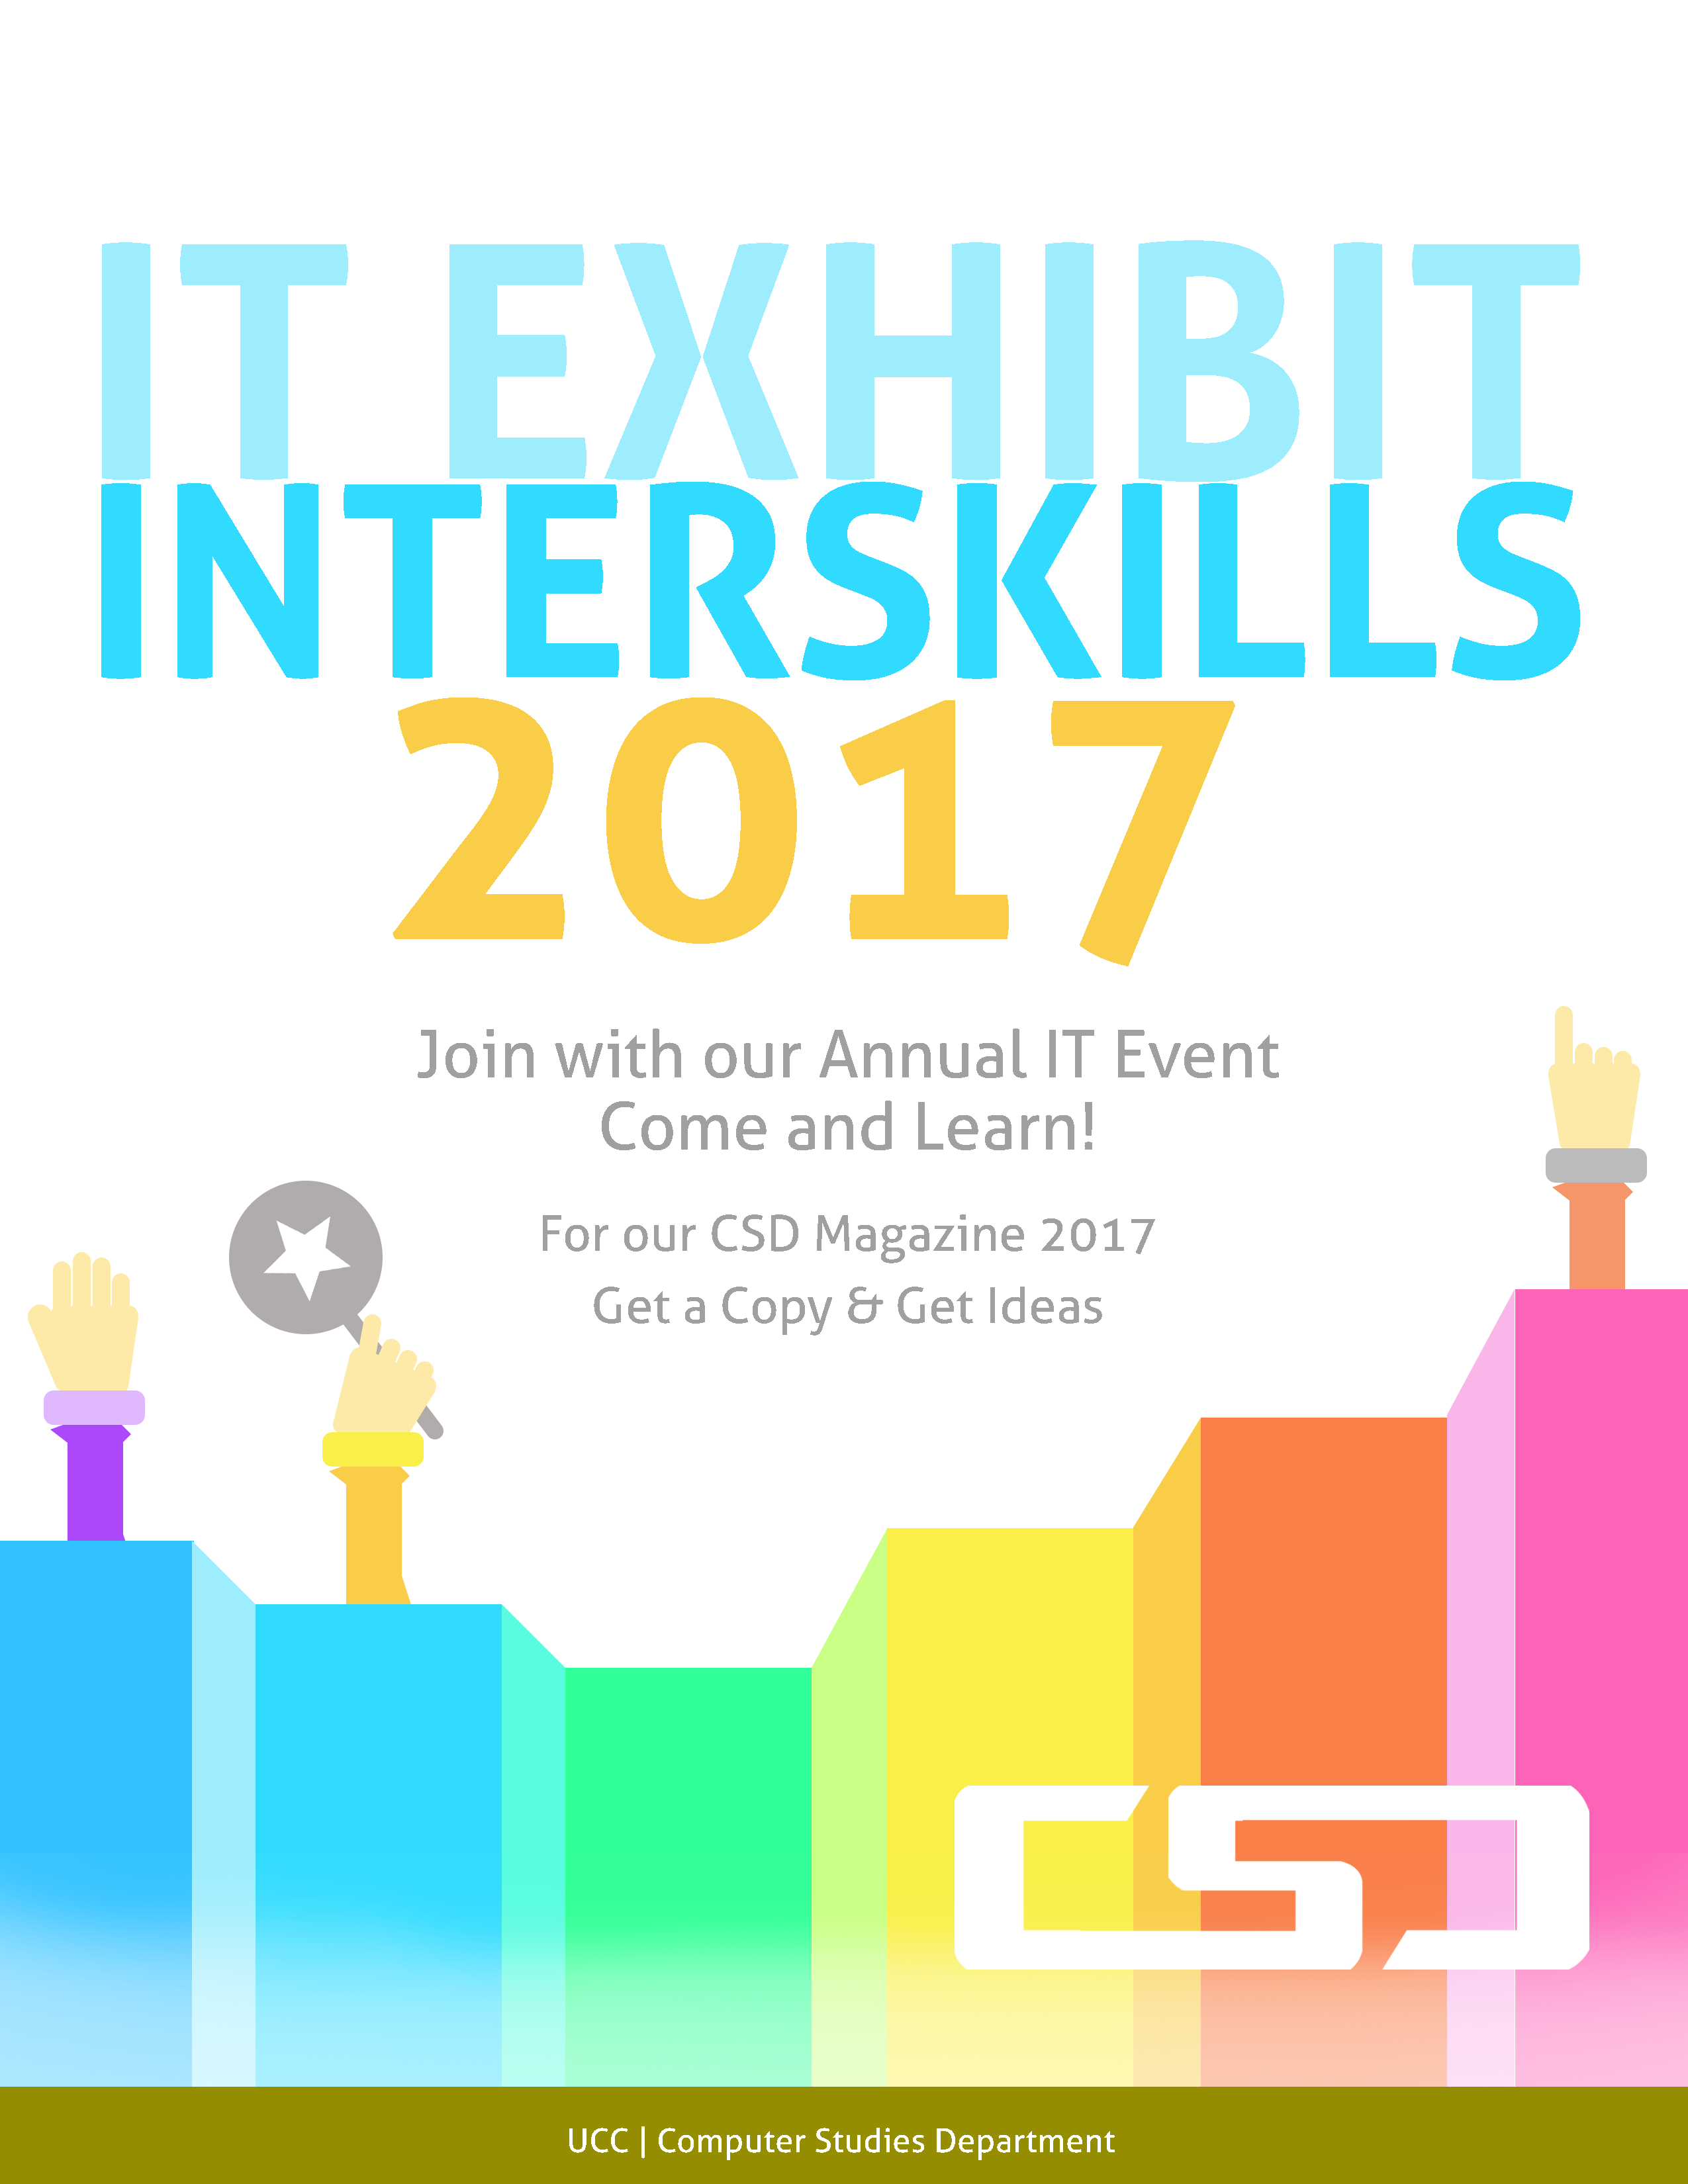 IT EXHIBIT
INTERSKILLS
2017
Join with our Annual IT Event
Come and Learn!
For our CSD Magazine 2017
Get a Copy & Get Ideas
CSD
UCC | Computer Studies Department